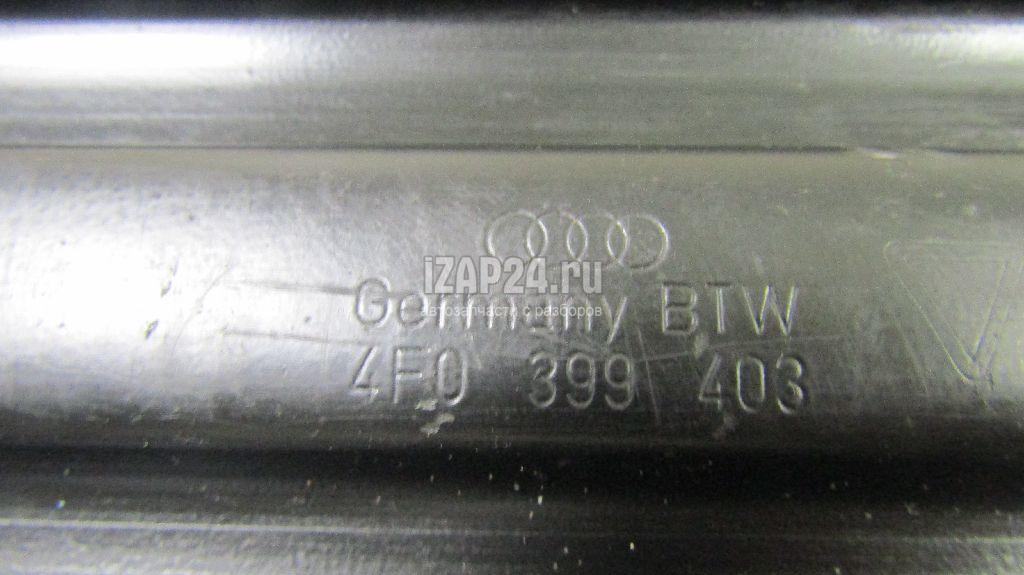 iZAP24.ru
Germany BTW
автозапчасти с разборов
4F0 399 403